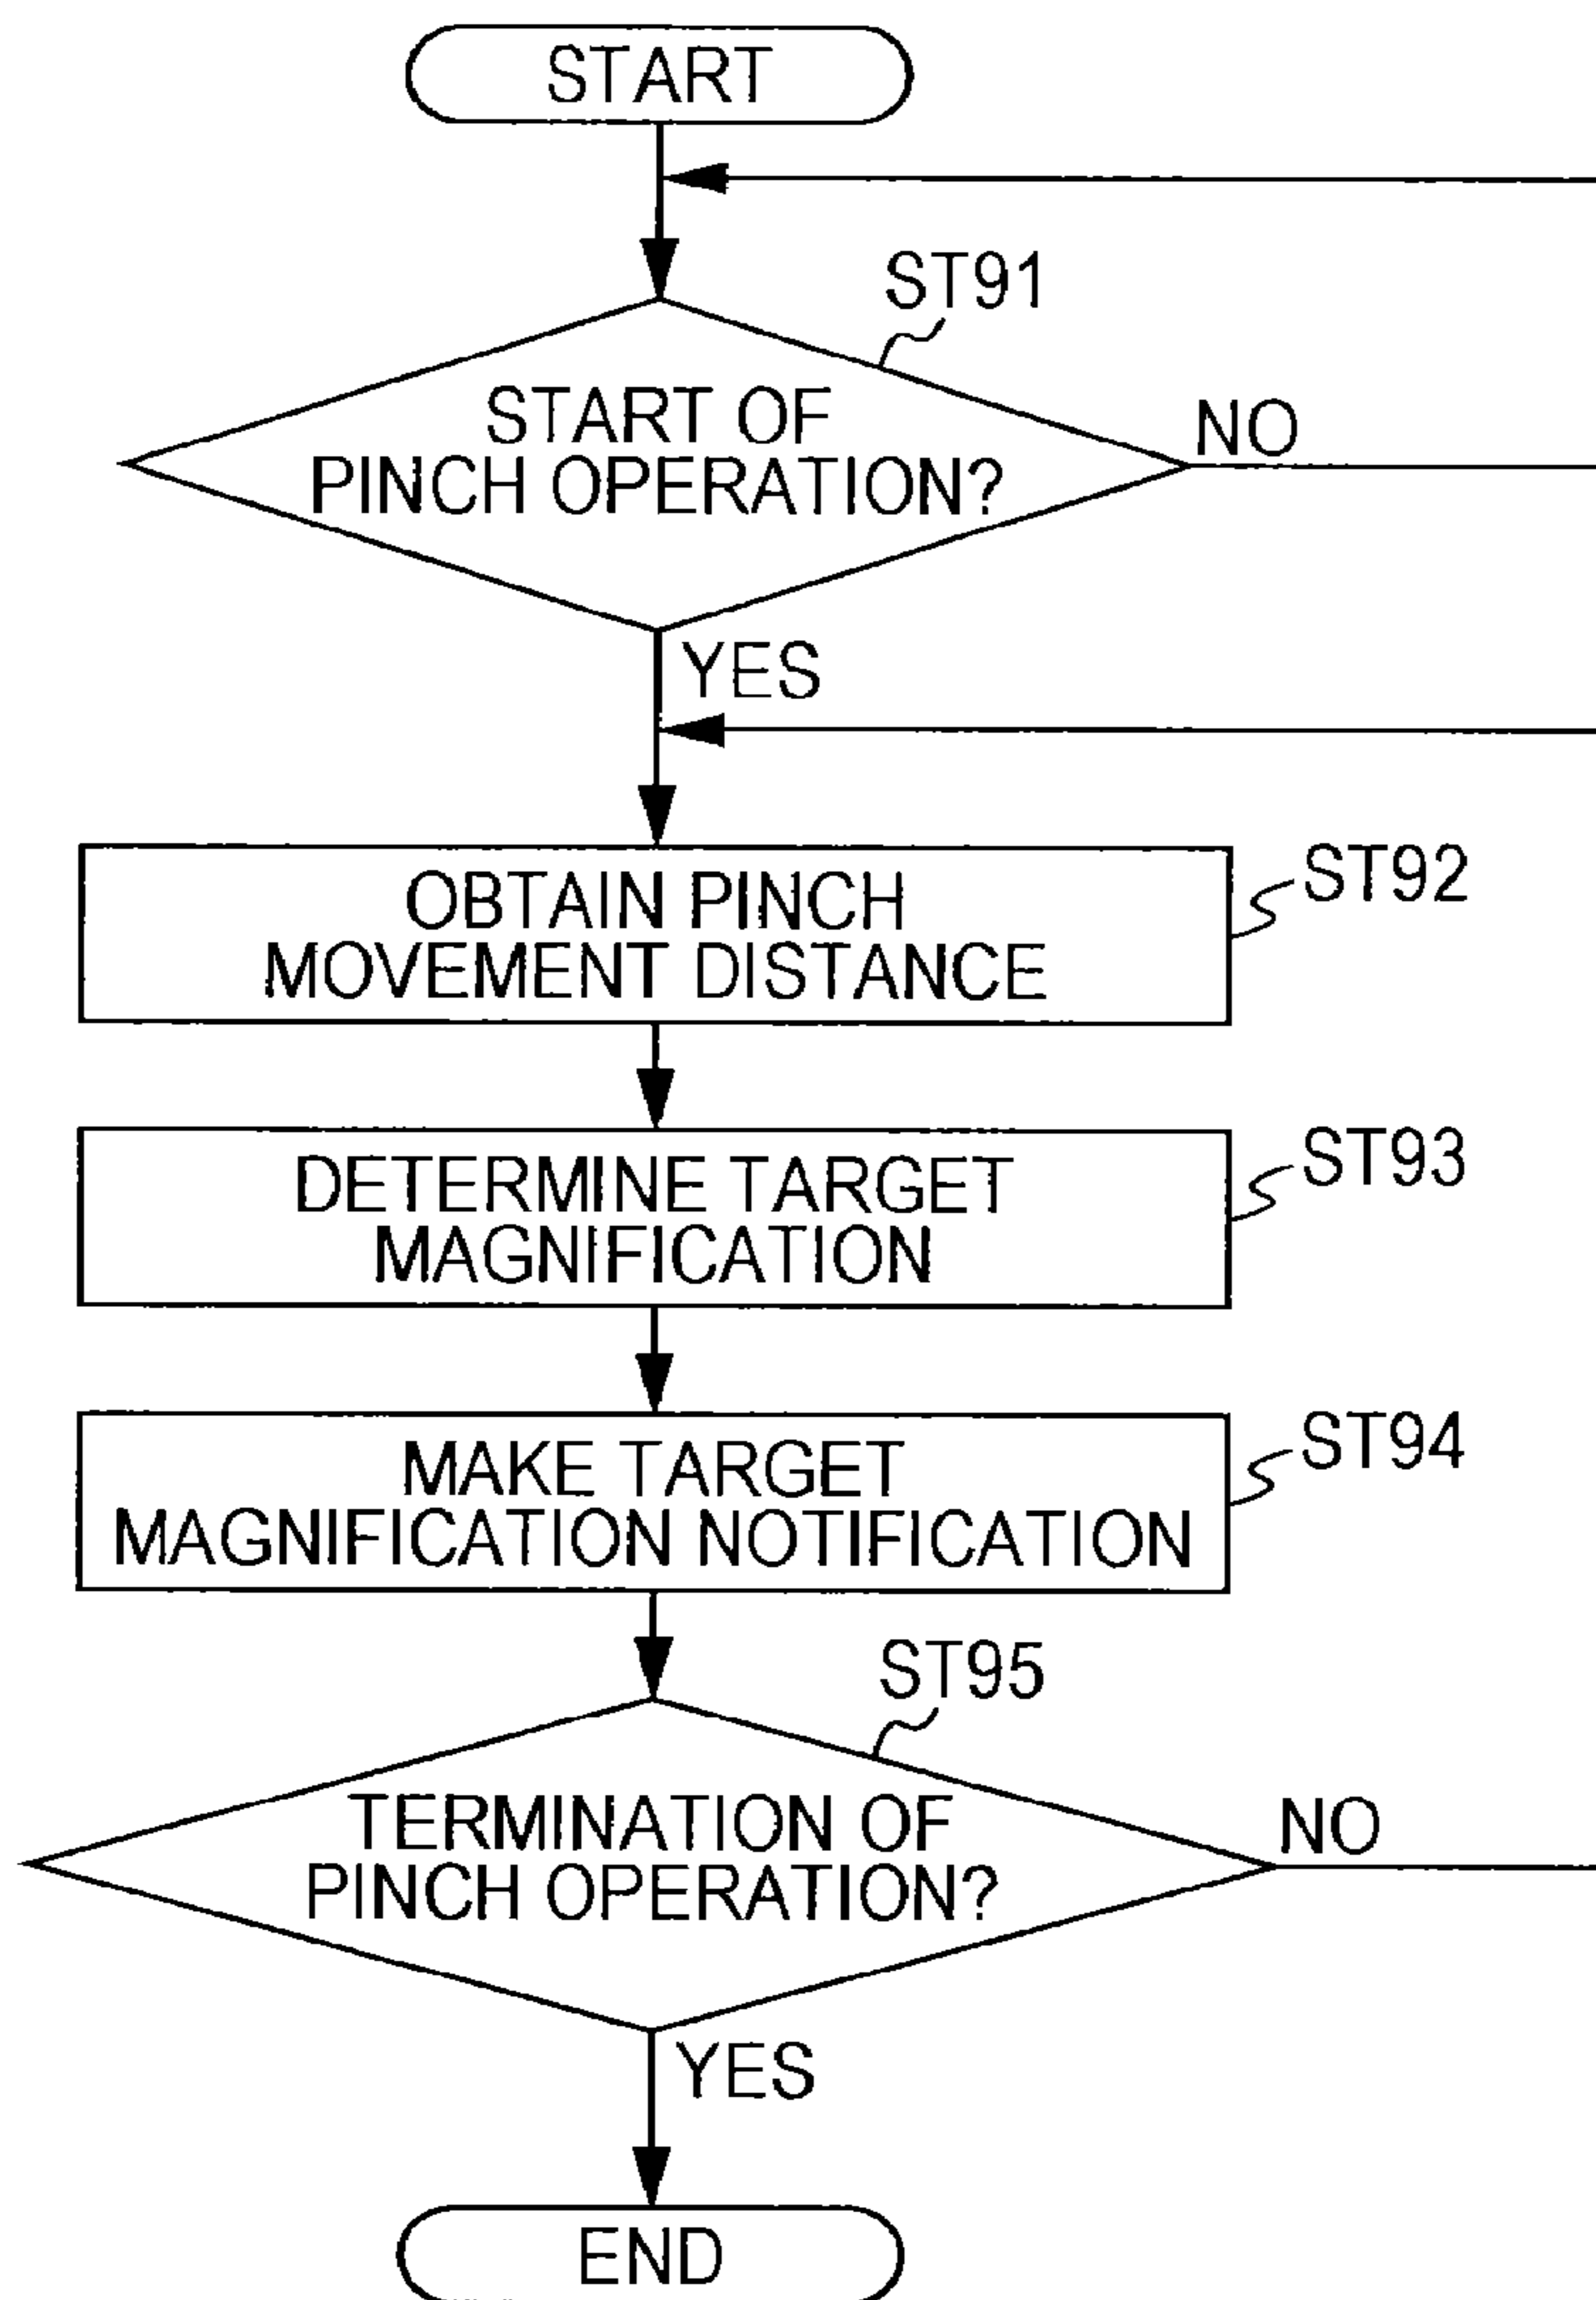 START
ST91
START OF
PINCH OPERATION?
NO
YES
ST92
OBTAIN PINCH
MOVEMENT DISTANCE
ST93
DETERMINE TARGET
MAGNIFICATION
ST94
MAKE TARGET
MAGNIFICATION NOTIFICATION
ST95
TERMINATION OF
PINCH OPERATION?
NO
YES
END